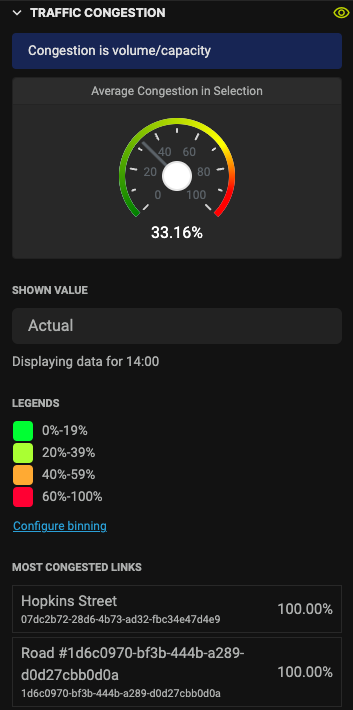 TRAFFIC CONGESTION
Congestion is volume/capacity
Average Congestion in Selection
40 60
20 80
0 100
33.16%
SHOWN VALUE
Actual
Displaying data for 14:00
LEGENDS
0%-19%
20%-39%
40%-59%
60%-100%
Configure binning
MOST CONGESTED LINKS
Hopkins Street
100.00%
07dc2b72-28d6-4b73-ad32-fbc34e47d4e9
Road #1d6c0970-bf3b-444b-a289-
d0d27cbb0d0a
100.00%
1d6c0970-bf3b-444b-a289-d0d27cbb0d0a